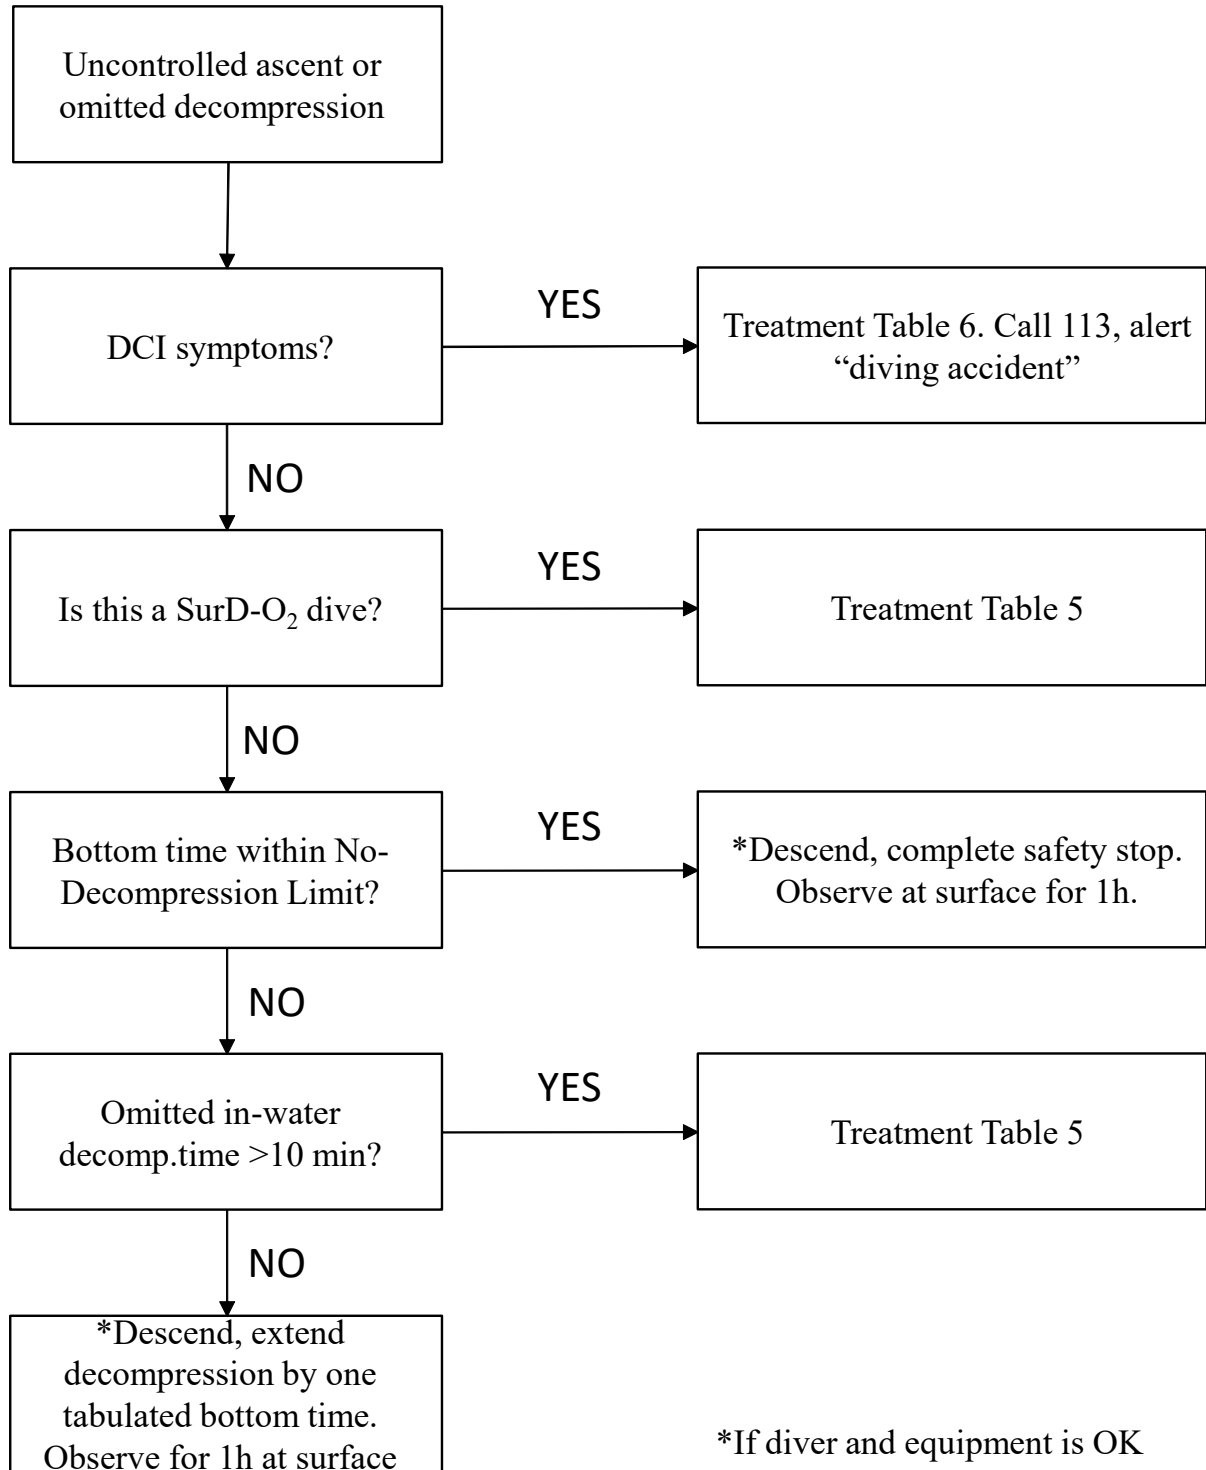 Uncontrolled ascent or
omitted decompression
DCI symptoms?
YES
Treatment Table 6. Call 113, alert
“diving accident”
NO
Is this a SurD-O₂ dive?
YES
Treatment Table 5
NO
Bottom time within No-
Decompression Limit?
YES
*Descend, complete safety stop.
Observe at surface for 1h.
NO
Omitted in-water
decomp.time >10 min?
YES
Treatment Table 5
NO
*Descend, extend
decompression by one
tabulated bottom time.
Observe for 1h at surface
*If diver and equipment is OK